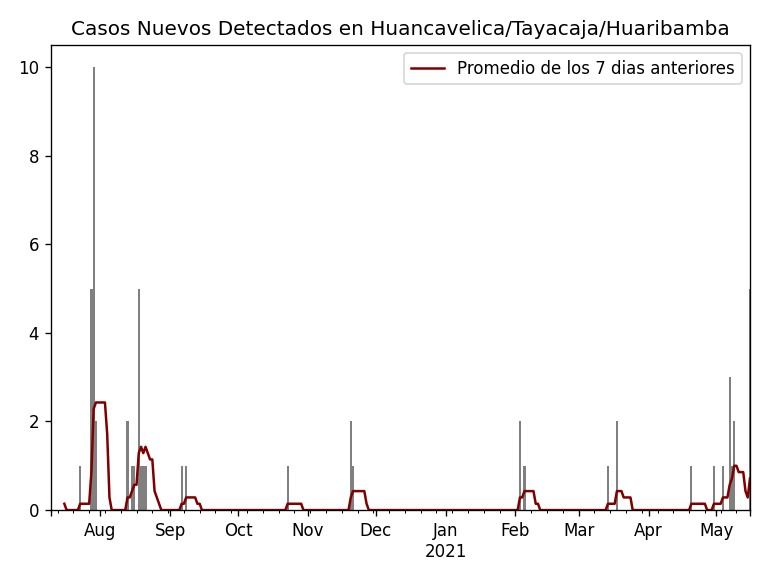 Casos Nuevos Detectados en Huancavelica/Tayacaja/Huaribamba
Promedio de los 7 dias anteriores
10
8
6
4
2
0
Aug Sep Oct Nov Dec Jan Feb Mar Apr May
2021